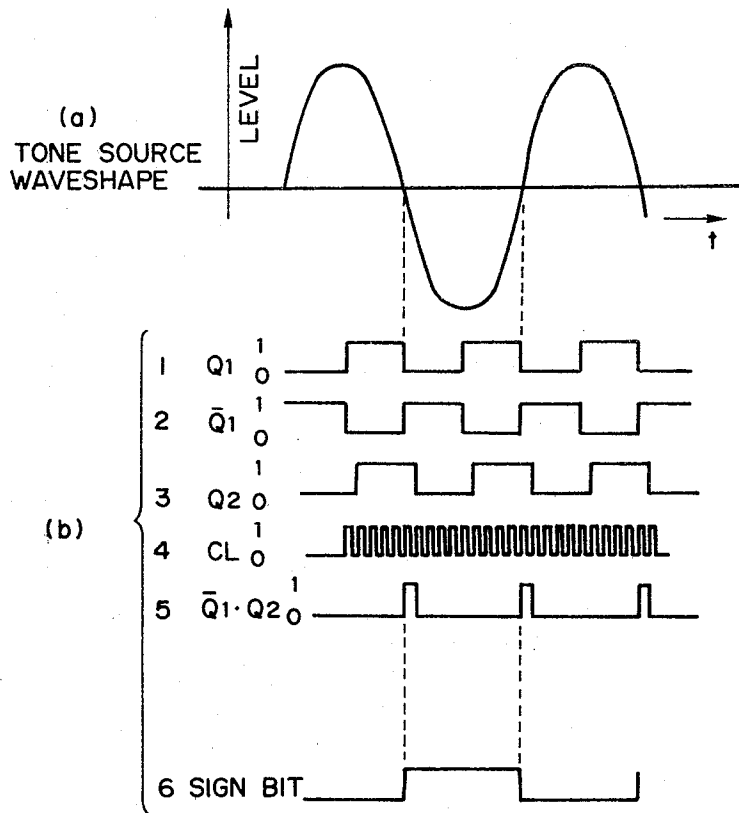 (a)
TONE SOURCE
WAVESHAPE
LEVEL
t
(b)
1 Q1 1 0
2 Q̅1 1 0
3 Q2 1 0
4 CL 1 0
5 Q̅1·Q2 1 0
6 SIGN BIT